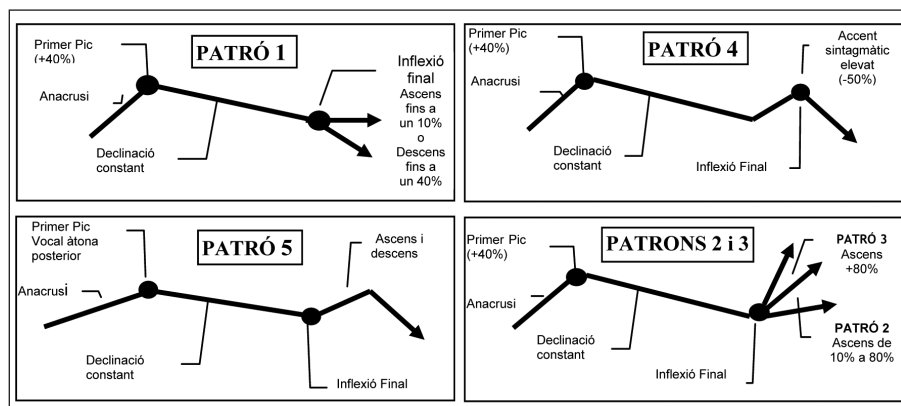 PATRÓ 1
Primer Pic
(+40%)
Anacrusi
Declinació
constant
Inflexió
final
Ascens
fins a
un 10%
o
Descens
fins a
un 40%
PATRÓ 4
Primer Pic
(+40%)
Anacrusi
Declinació
constant
Accent
sintagmàtic
elevat
(-50%)
Inflexió Final
PATRÓ 5
Primer Pic
Vocal àtona
posterior
Anacrusi
Declinació
constant
Ascens i
descens
Inflexió Final
PATRONS 2 i 3
Primer Pic
(+40%)
Anacrusi
Declinació
constant
PATRÓ 3
Ascens
+80%
PATRÓ 2
Ascens de
10% a 80%
Inflexió Final